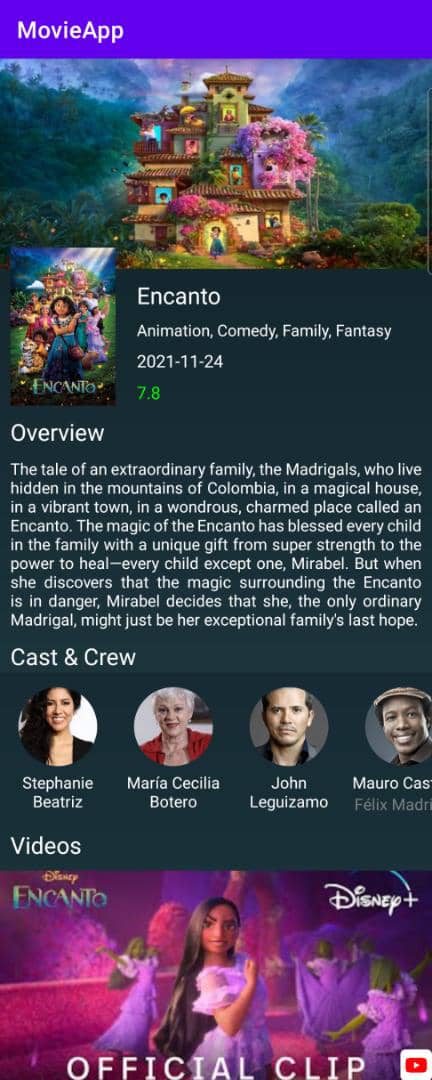 MovieApp
ENCANTO
Encanto
Animation, Comedy, Family, Fantasy
2021-11-24
7.8
Overview
The tale of an extraordinary family, the Madrigals, who live
hidden in the mountains of Colombia, in a magical house,
in a vibrant town, in a wondrous, charmed place called an
Encanto. The magic of the Encanto has blessed every child
in the family with a unique gift from super strength to the
power to heal—every child except one, Mirabel. But when
she discovers that the magic surrounding the Encanto
is in danger, Mirabel decides that she, the only ordinary
Madrigal, might just be her exceptional family's last hope.
Cast & Crew
Stephanie
Beatriz
María Cecilia
Botero
John
Leguizamo
Mauro Cast
Félix Madri
Videos
Disney
ENCANTO
Disney+
OFFICIAL CLIP